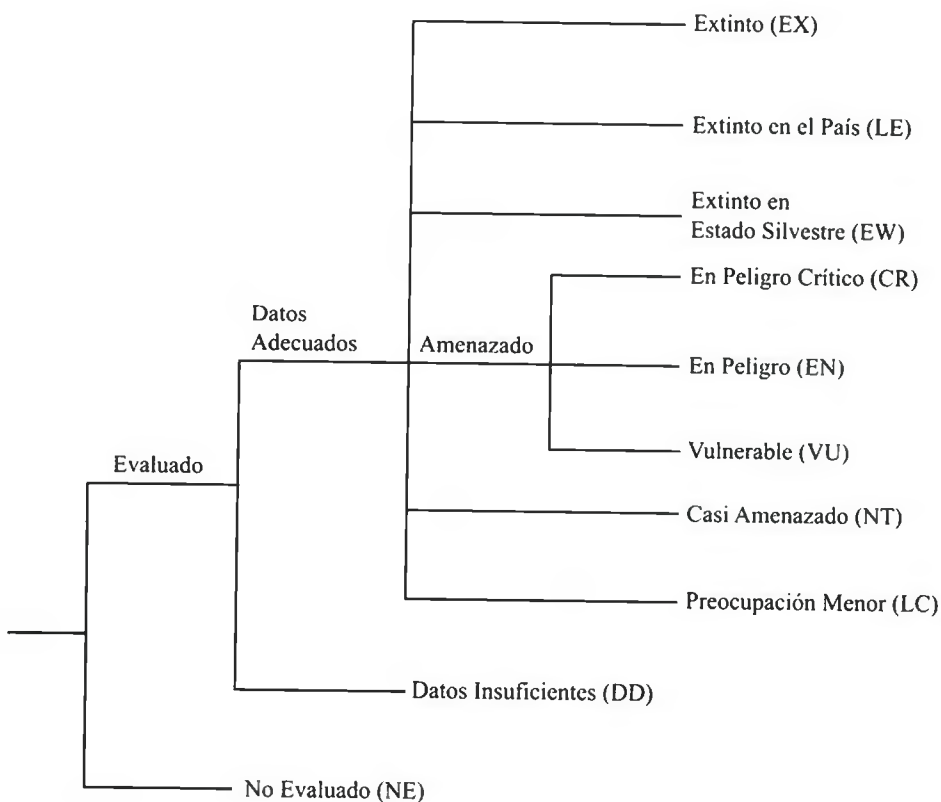 Extinto (EX)
Extinto en el País (LE)
Extinto en
Estado Silvestre (EW)
En Peligro Crítico (CR)
Datos
Adecuados
Amenazado
En Peligro (EN)
Vulnerable (VU)
Evaluado
Casi Amenazado (NT)
Preocupación Menor (LC)
Datos Insuficientes (DD)
No Evaluado (NE)